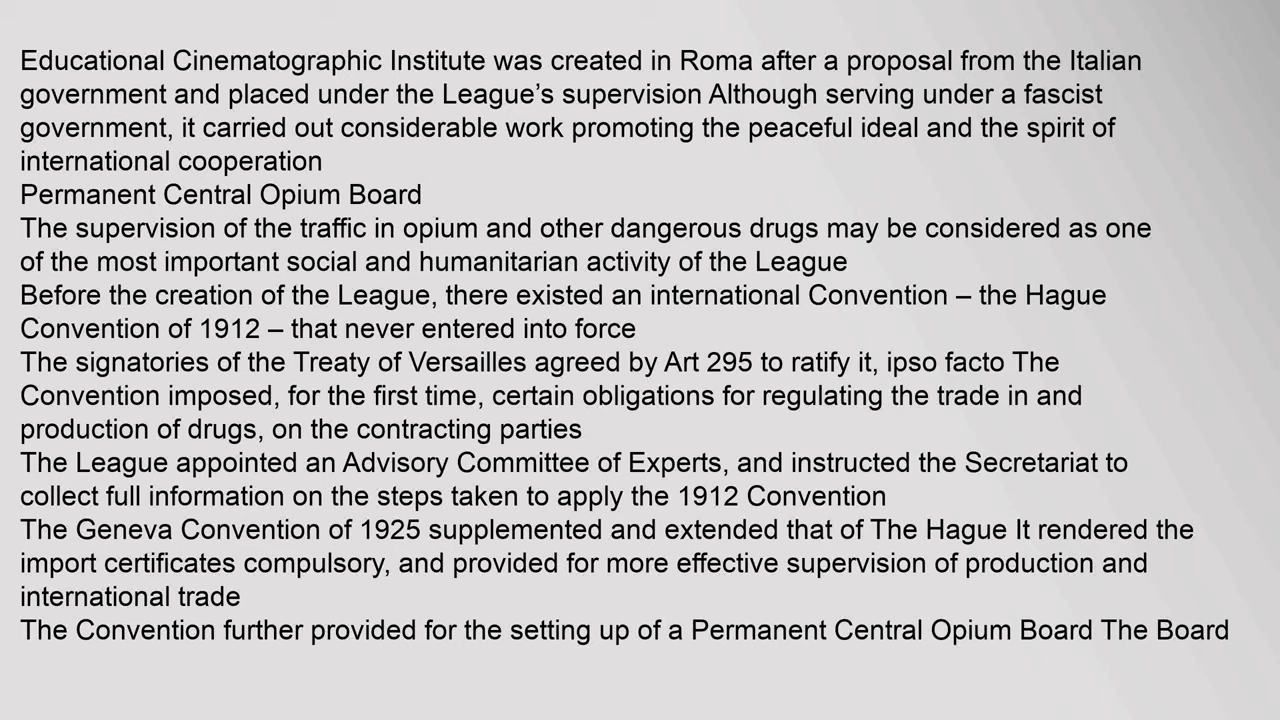 Educational Cinematographic Institute was created in Roma after a proposal from the Italian
government and placed under the League’s supervision Although serving under a fascist
government, it carried out considerable work promoting the peaceful ideal and the spirit of
international cooperation
Permanent Central Opium Board
The supervision of the traffic in opium and other dangerous drugs may be considered as one
of the most important social and humanitarian activity of the League
Before the creation of the League, there existed an international Convention – the Hague
Convention of 1912 – that never entered into force
The signatories of the Treaty of Versailles agreed by Art 295 to ratify it, ipso facto The
Convention imposed, for the first time, certain obligations for regulating the trade in and
production of drugs, on the contracting parties
The League appointed an Advisory Committee of Experts, and instructed the Secretariat to
collect full information on the steps taken to apply the 1912 Convention
The Geneva Convention of 1925 supplemented and extended that of The Hague It rendered the
import certificates compulsory, and provided for more effective supervision of production and
international trade
The Convention further provided for the setting up of a Permanent Central Opium Board The Board